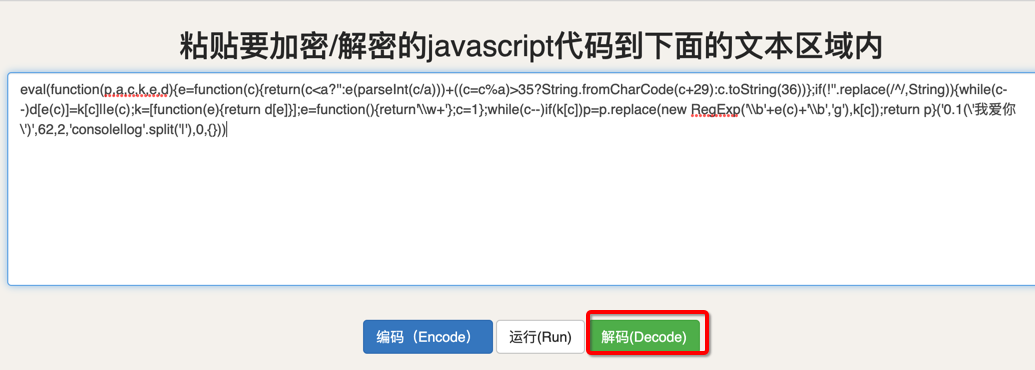 粘贴要加密/解密的javascript代码到下面的文本区域内
eval(function(p,a,c,k,e,d){e=function(c){return(c<a?'':e(parseInt(c/a)))+((c=c%a)>35?String.fromCharCode(c+29):c.toString(36))};if(!''.replace(/^/,String)){while(c-
-)d[e(c)]=k[c]||e(c);k=[function(e){return d[e]}];e=function(){return'\\w+'};c=1};while(c--)if(k[c])p=p.replace(new RegExp('\\b'+e(c)+'\\b','g'),k[c]);return p}('0.1(\'我爱你
\')',62,2,'console|log'.split('|'),0,{}))
编码（Encode） 运行(Run) 解码(Decode)